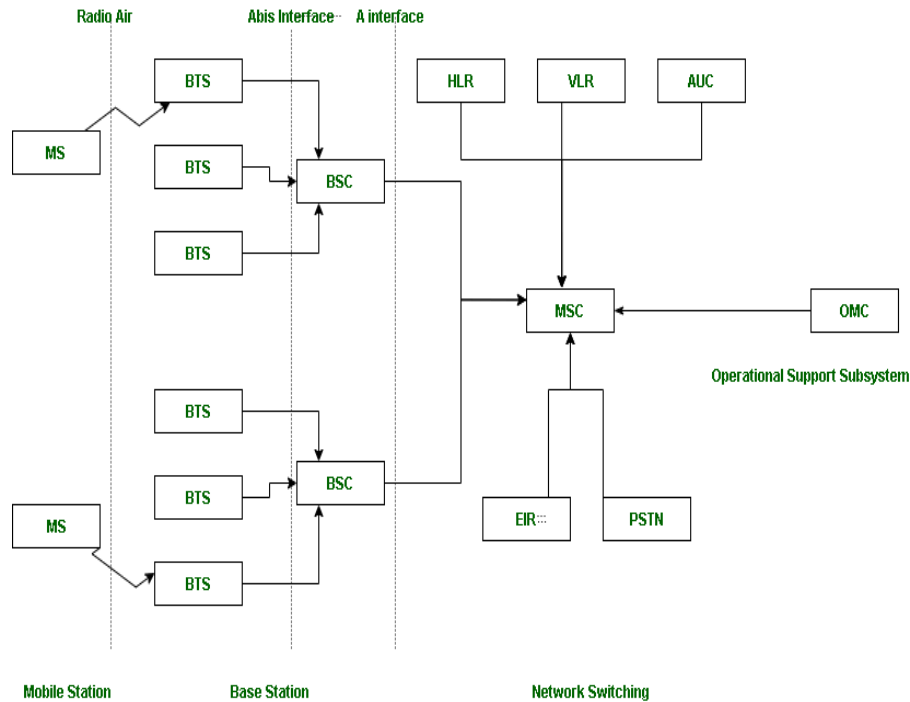 Radio Air
Abis Interface
A interface
BTS
HLR
VLR
AUC
MS
BTS
BSC
BTS
MSC
OMC
Operational Support Subsystem
BTS
BSC
BTS
MS
EIR
PSTN
BTS
Mobile Station
Base Station
Network Switching